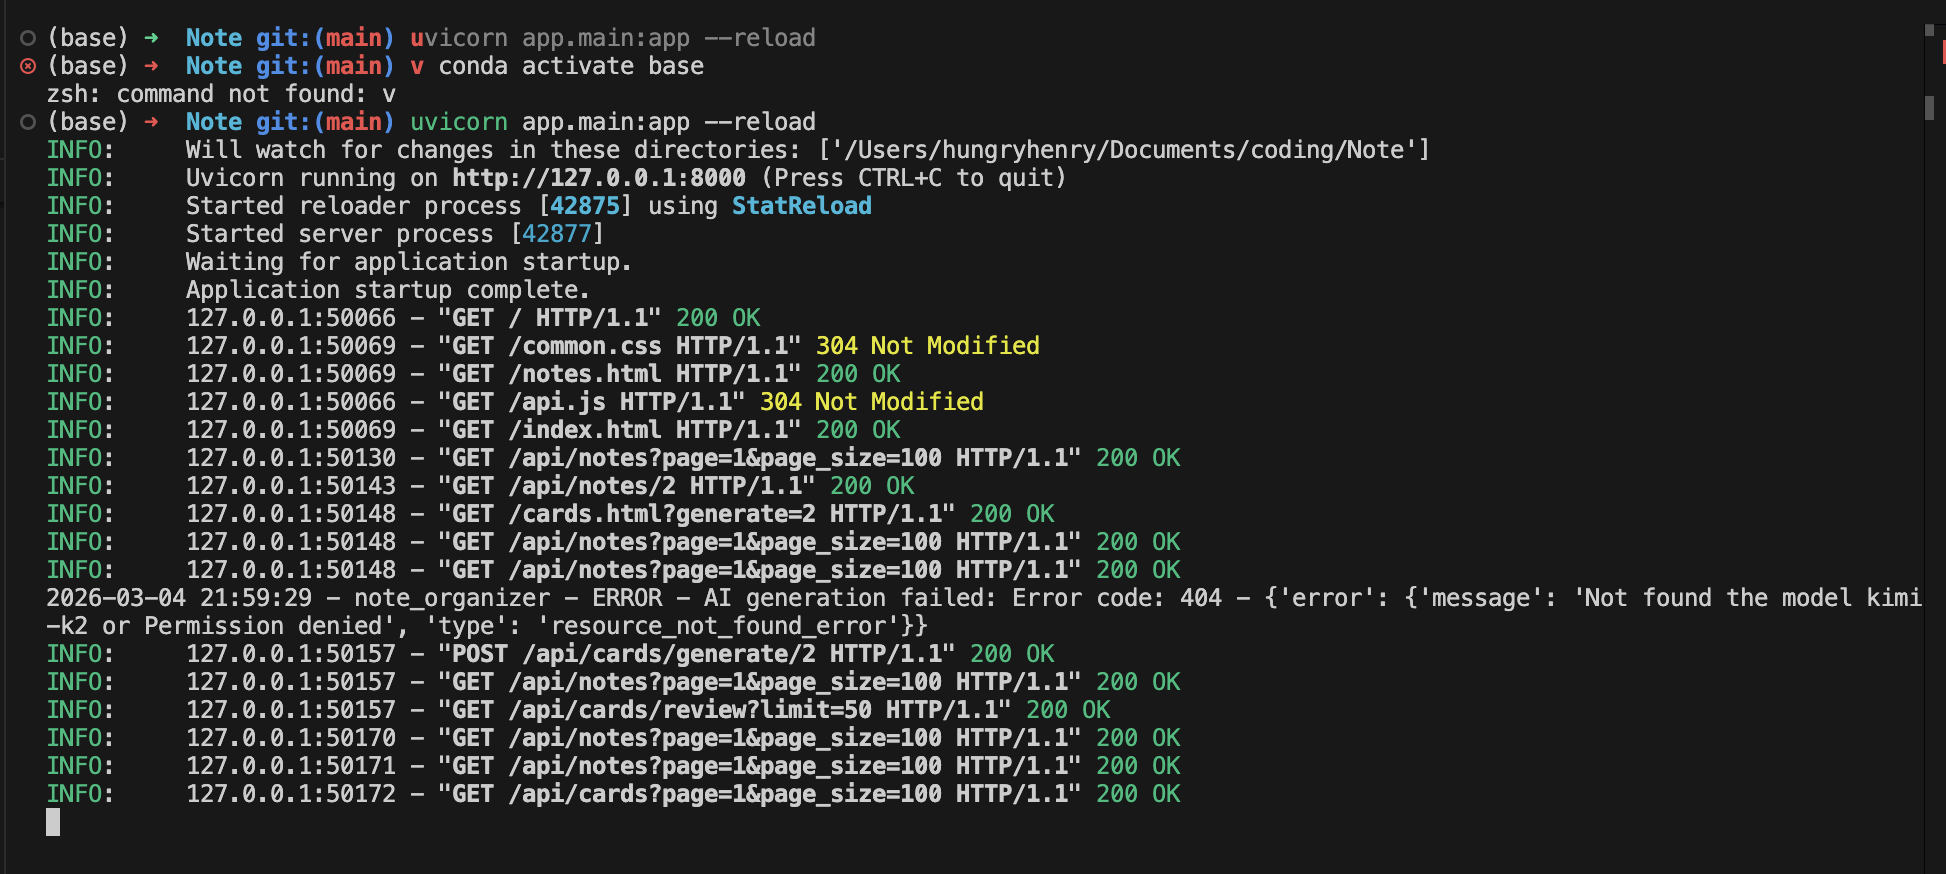 (base) ➜  Note git:(main) uvicorn app.main:app --reload
(base) ➜  Note git:(main) v conda activate base
zsh: command not found: v
(base) ➜  Note git:(main) uvicorn app.main:app --reload
INFO:     Will watch for changes in these directories: ['/Users/hungryhenry/Documents/coding/Note']
INFO:     Uvicorn running on http://127.0.0.1:8000 (Press CTRL+C to quit)
INFO:     Started reloader process [42875] using StatReload
INFO:     Started server process [42877]
INFO:     Waiting for application startup.
INFO:     Application startup complete.
INFO:     127.0.0.1:50066 - "GET / HTTP/1.1" 200 OK
INFO:     127.0.0.1:50069 - "GET /common.css HTTP/1.1" 304 Not Modified
INFO:     127.0.0.1:50069 - "GET /notes.html HTTP/1.1" 200 OK
INFO:     127.0.0.1:50066 - "GET /api.js HTTP/1.1" 304 Not Modified
INFO:     127.0.0.1:50069 - "GET /index.html HTTP/1.1" 200 OK
INFO:     127.0.0.1:50130 - "GET /api/notes?page=1&page_size=100 HTTP/1.1" 200 OK
INFO:     127.0.0.1:50143 - "GET /api/notes/2 HTTP/1.1" 200 OK
INFO:     127.0.0.1:50148 - "GET /cards.html?generate=2 HTTP/1.1" 200 OK
INFO:     127.0.0.1:50148 - "GET /api/notes?page=1&page_size=100 HTTP/1.1" 200 OK
INFO:     127.0.0.1:50148 - "GET /api/notes?page=1&page_size=100 HTTP/1.1" 200 OK
2026-03-04 21:59:29 - note_organizer - ERROR - AI generation failed: Error code: 404 - {'error': {'message': 'Not found the model kimi
-k2 or Permission denied', 'type': 'resource_not_found_error'}}
INFO:     127.0.0.1:50157 - "POST /api/cards/generate/2 HTTP/1.1" 200 OK
INFO:     127.0.0.1:50157 - "GET /api/notes?page=1&page_size=100 HTTP/1.1" 200 OK
INFO:     127.0.0.1:50157 - "GET /api/cards/review?limit=50 HTTP/1.1" 200 OK
INFO:     127.0.0.1:50170 - "GET /api/notes?page=1&page_size=100 HTTP/1.1" 200 OK
INFO:     127.0.0.1:50171 - "GET /api/notes?page=1&page_size=100 HTTP/1.1" 200 OK
INFO:     127.0.0.1:50172 - "GET /api/cards?page=1&page_size=100 HTTP/1.1" 200 OK